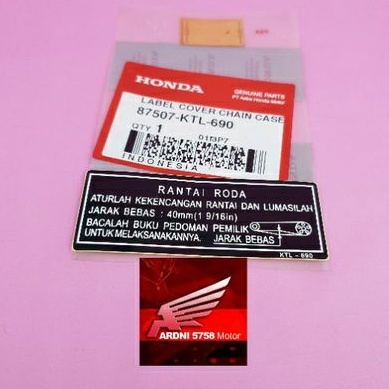 HONDA
GENUINE PARTS
PT Astra Honda Motor
LABEL COVER CHAIN CASE
87507-KTL-690
QTY 1
0113P7
INDONESIA
RANTAI RODA
ATURLAH KEKENCANGAN RANTAI DAN LUMASILAH
JARAK BEBAS : 40mm(1 9/16in)
BACALAH BUKU PEDOMAN PEMILIK
UNTUK MELAKSANAKANNYA. JARAK BEBAS
KTL - 690
ARDNI 5758 Motor